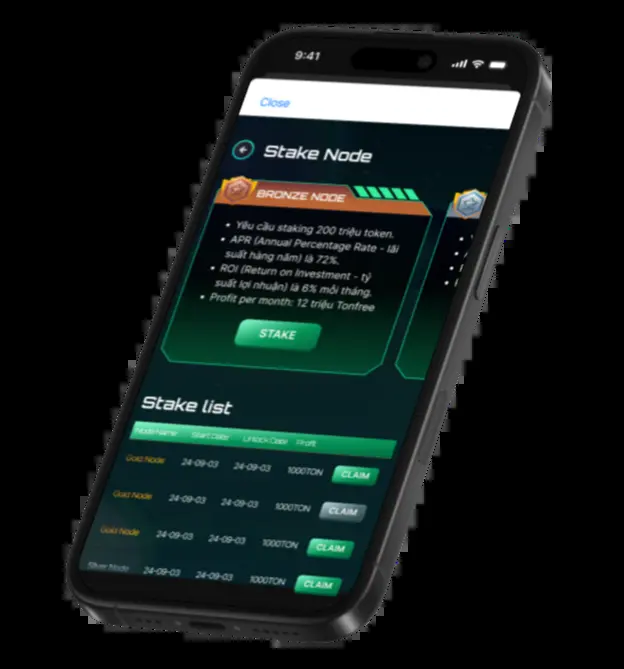 9:41
Close
Stake Node
BRONZE NODE
• Yêu cầu staking 200 triệu token.
• APR (Annual Percentage Rate - lãi
suất hàng năm) là 72%.
• ROI (Return on Investment - tỷ
suất lợi nhuận) là 6% mỗi tháng.
• Profit per month: 12 triệu Tonfree
STAKE
Stake list
Node Name Start Date Unlock Date Profit
Gold Node 24-09-03 24-09-03 1000TON CLAIM
Gold Node 24-09-03 24-09-03 1000TON CLAIM
Gold Node 24-09-03 24-09-03 1000TON CLAIM
Silver Node 24-09-03 24-09-03 1000TON CLAIM